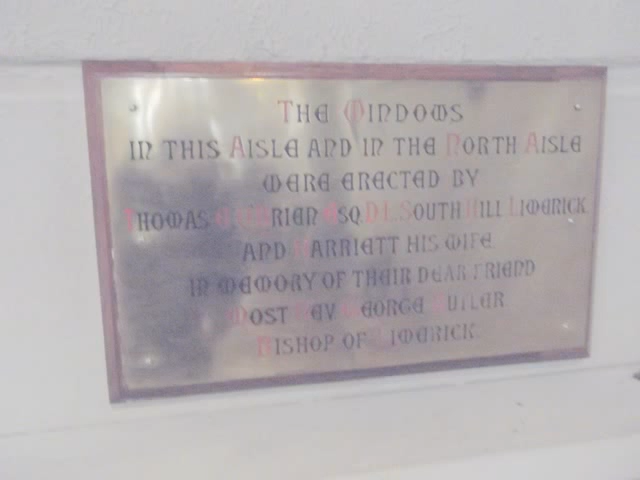 The Windows
in this Aisle and in the North Aisle
were erected by
Thomas O'Brien Esq. D.L. South Hill Limerick
and Harriett his wife
in memory of their dear friend
Most Rev George Butler
Bishop of Limerick.